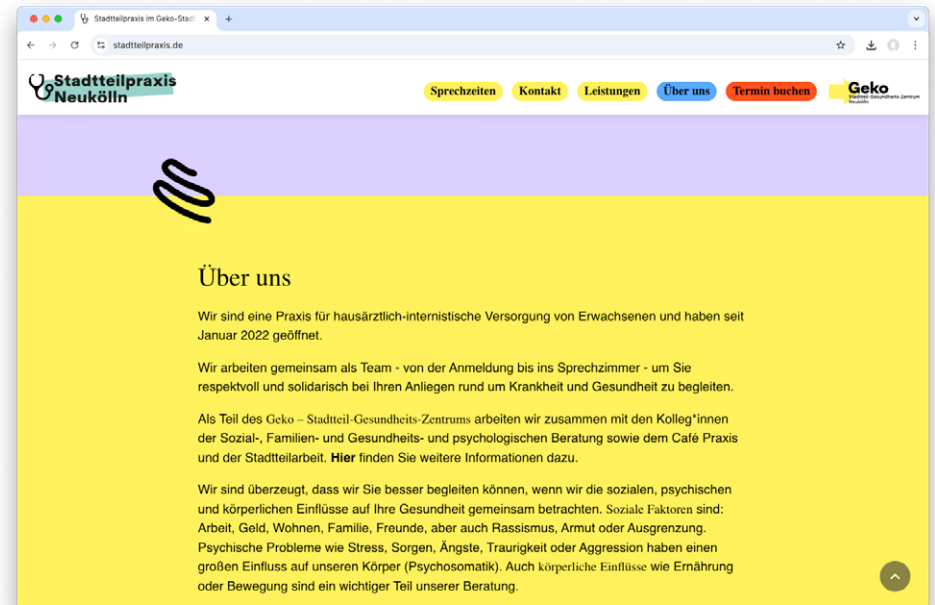 Stadtteilpraxis im Geko-Stad
stadtteilpraxis.de
Stadtteilpraxis
Neukölln
Sprechzeiten Kontakt Leistungen Über uns Termin buchen
Geko
Stadtteil-Gesundheits-Zentrum
Neukölln
Über uns
Wir sind eine Praxis für hausärztlich-internistische Versorgung von Erwachsenen und haben seit
Januar 2022 geöffnet.
Wir arbeiten gemeinsam als Team - von der Anmeldung bis ins Sprechzimmer - um Sie
respektvoll und solidarisch bei Ihren Anliegen rund um Krankheit und Gesundheit zu begleiten.
Als Teil des Geko – Stadtteil-Gesundheits-Zentrums arbeiten wir zusammen mit den Kolleg*innen
der Sozial-, Familien- und Gesundheits- und psychologischen Beratung sowie dem Café Praxis
und der Stadtteilarbeit. Hier finden Sie weitere Informationen dazu.
Wir sind überzeugt, dass wir Sie besser begleiten können, wenn wir die sozialen, psychischen
und körperlichen Einflüsse auf Ihre Gesundheit gemeinsam betrachten. Soziale Faktoren sind:
Arbeit, Geld, Wohnen, Familie, Freunde, aber auch Rassismus, Armut oder Ausgrenzung.
Psychische Probleme wie Stress, Sorgen, Ängste, Traurigkeit oder Aggression haben einen
großen Einfluss auf unseren Körper (Psychosomatik). Auch körperliche Einflüsse wie Ernährung
oder Bewegung sind ein wichtiger Teil unserer Beratung.